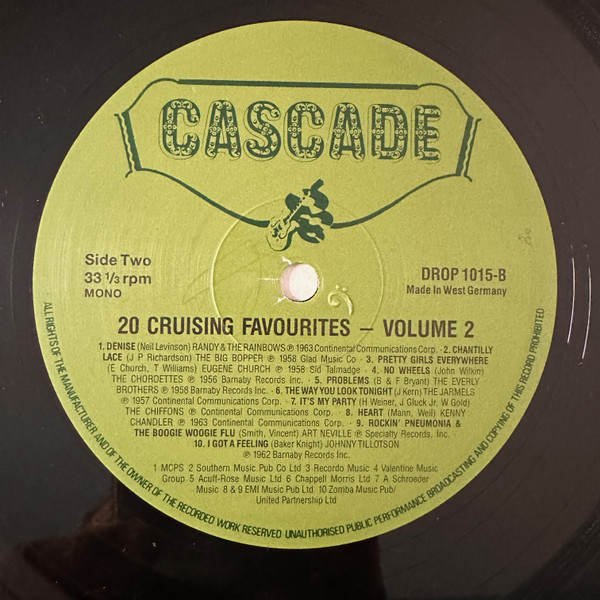 CASCADE
Side Two
33 1/3 rpm
MONO
DROP 1015-B
Made In West Germany
20 CRUISING FAVOURITES – VOLUME 2
1. DENISE (Neil Levinson) RANDY & THE RAINBOWS ℗ 1963 Continental Communications Corp. · 2. CHANTILLY
LACE (J P Richardson) THE BIG BOPPER ℗ 1958 Glad Music Co · 3. PRETTY GIRLS EVERYWHERE
(E Church, T Williams) EUGENE CHURCH ℗ 1958 Sid Talmadge · 4. NO WHEELS (John Wilkin)
THE CHORDETTES ℗ 1956 Barnaby Records Inc. · 5. PROBLEMS (B & F Bryant) THE EVERLY
BROTHERS ℗ 1958 Barnaby Records Inc. · 6. THE WAY YOU LOOK TONIGHT (J Kern) THE JARMELS
℗ 1957 Continental Communications Corp. · 7. IT'S MY PARTY (H Weiner, J Gluck Jr, W Gold)
THE CHIFFONS ℗ Continental Communications Corp. · 8. HEART (Mann, Weil) KENNY
CHANDLER ℗ 1963 Continental Communications Corp. · 9. ROCKIN' PNEUMONIA &
THE BOOGIE WOOGIE FLU (Smith, Vincent) ART NEVILLE ℗ Specialty Records, Inc.
10. I GOT A FEELING (Baker Knight) JOHNNY TILLOTSON
℗ 1962 Barnaby Records Inc.
1 MCPS 2 Southern Music Pub Co Ltd 3 Recordo Music 4 Valentine Music
Group 5 Acuff-Rose Music Ltd 6 Chappell Morris Ltd 7 A Schroeder
Music 8 & 9 EMI Music Pub Ltd 10 Zomba Music Pub/
United Partnership Ltd
ALL RIGHTS OF THE MANUFACTURER AND OF THE OWNER OF THE RECORDED WORK RESERVED UNAUTHORISED PUBLIC PERFORMANCE BROADCASTING AND COPYING OF THIS RECORD PROHIBITED